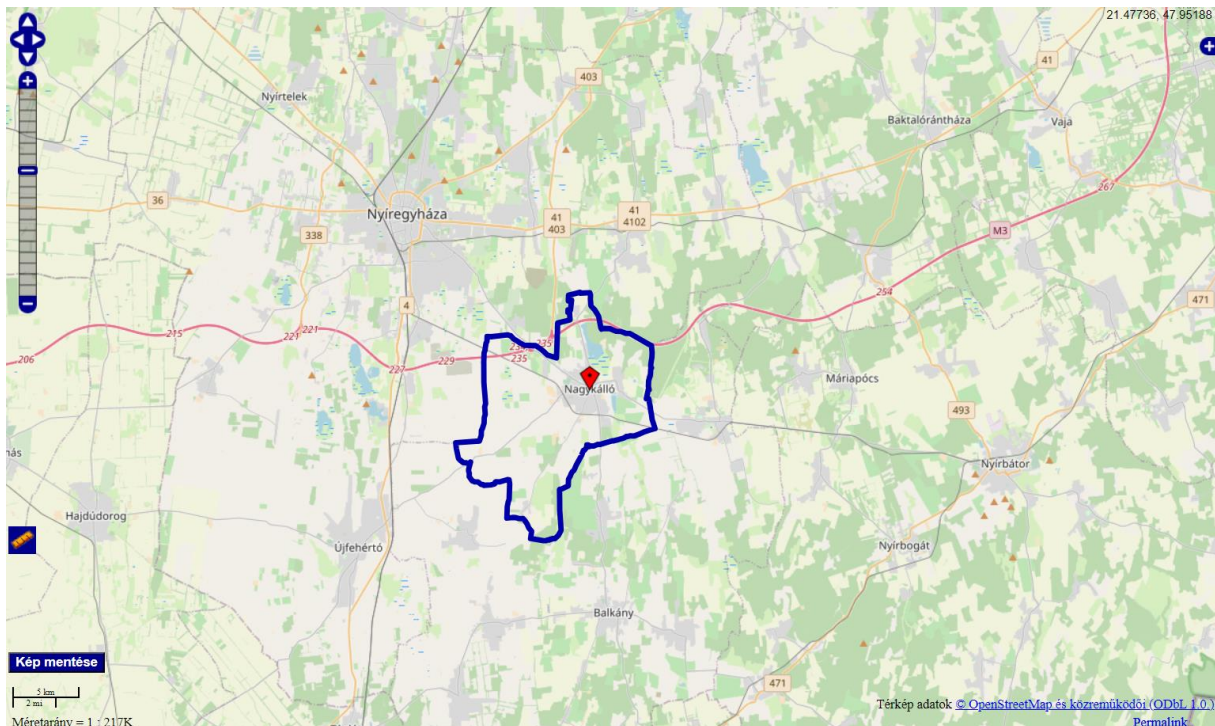 21.47736, 47.95188
403
41
Nyírtelek
Baktalórántháza
Vaja
267
36
Nyíregyháza
41
403
41
4102
338
M3
4
254
471
215
221
221
206
229
235
235
227
Nagykálló
Máriapócs
493
más
Nyírbátor
Hajdúdorog
Újfehértó
Nyírbogát
Balkány
Kép mentése
471
5 km
2 mi
Térkép adatok © OpenStreetMap és közreműködői (ODbL 1.0.)
Méretarány = 1 : 217K
Permalink